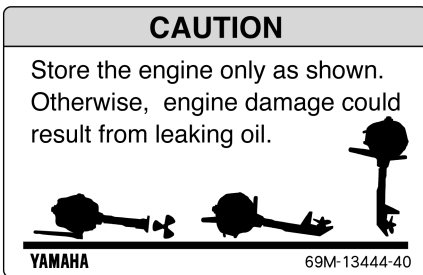 CAUTION
Store the engine only as shown.
Otherwise, engine damage could
result from leaking oil.
YAMAHA 69M-13444-40